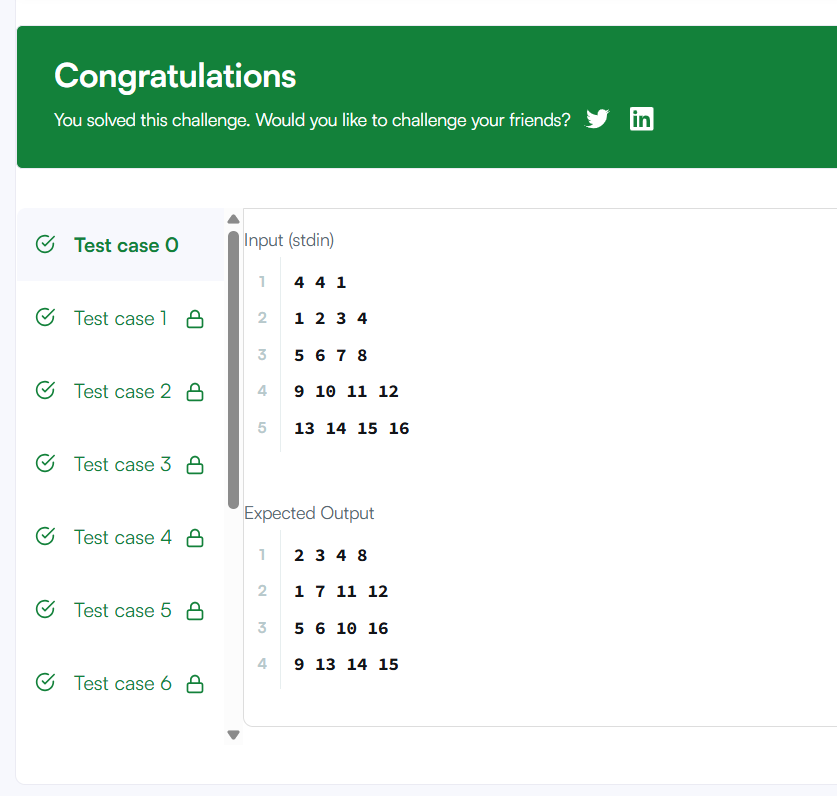 Congratulations
You solved this challenge. Would you like to challenge your friends?
Test case 0
Test case 1
Test case 2
Test case 3
Test case 4
Test case 5
Test case 6
Input (stdin)
1 4 4 1
2 1 2 3 4
3 5 6 7 8
4 9 10 11 12
5 13 14 15 16
Expected Output
1 2 3 4 8
2 1 7 11 12
3 5 6 10 16
4 9 13 14 15